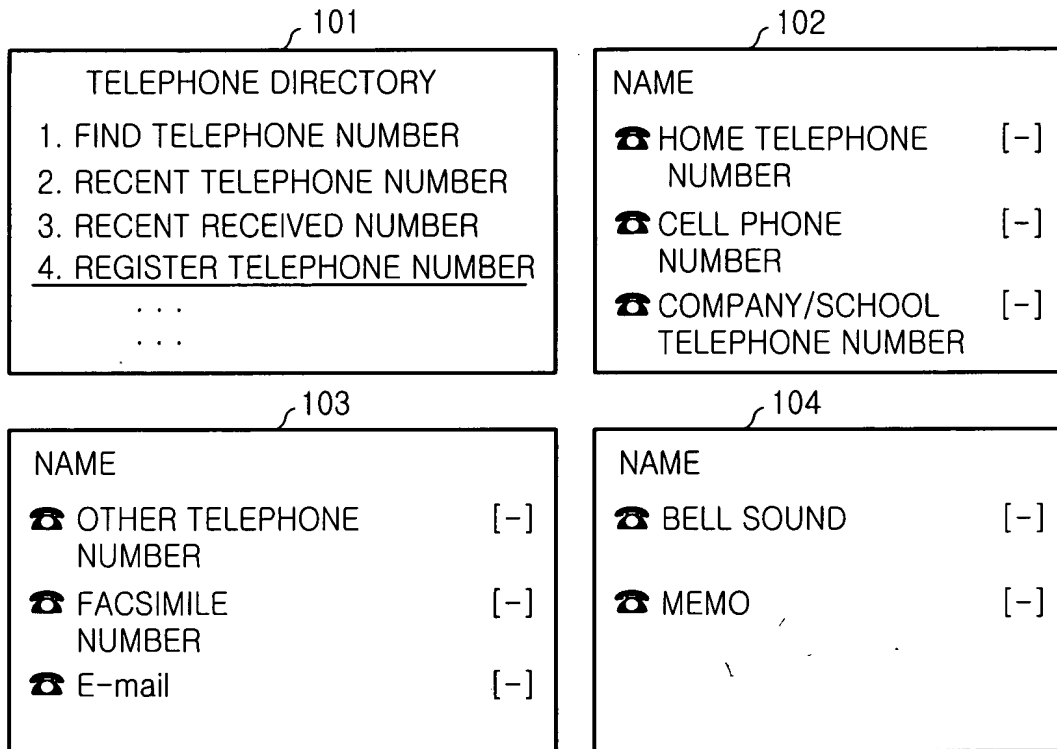 101
TELEPHONE DIRECTORY
1. FIND TELEPHONE NUMBER
2. RECENT TELEPHONE NUMBER
3. RECENT RECEIVED NUMBER
4. REGISTER TELEPHONE NUMBER
. . .
. . .
102
NAME
☎ HOME TELEPHONE [-]
NUMBER
☎ CELL PHONE [-]
NUMBER
☎ COMPANY/SCHOOL [-]
TELEPHONE NUMBER
103
NAME
☎ OTHER TELEPHONE [-]
NUMBER
☎ FACSIMILE [-]
NUMBER
☎ E-mail [-]
104
NAME
☎ BELL SOUND [-]
☎ MEMO [-]